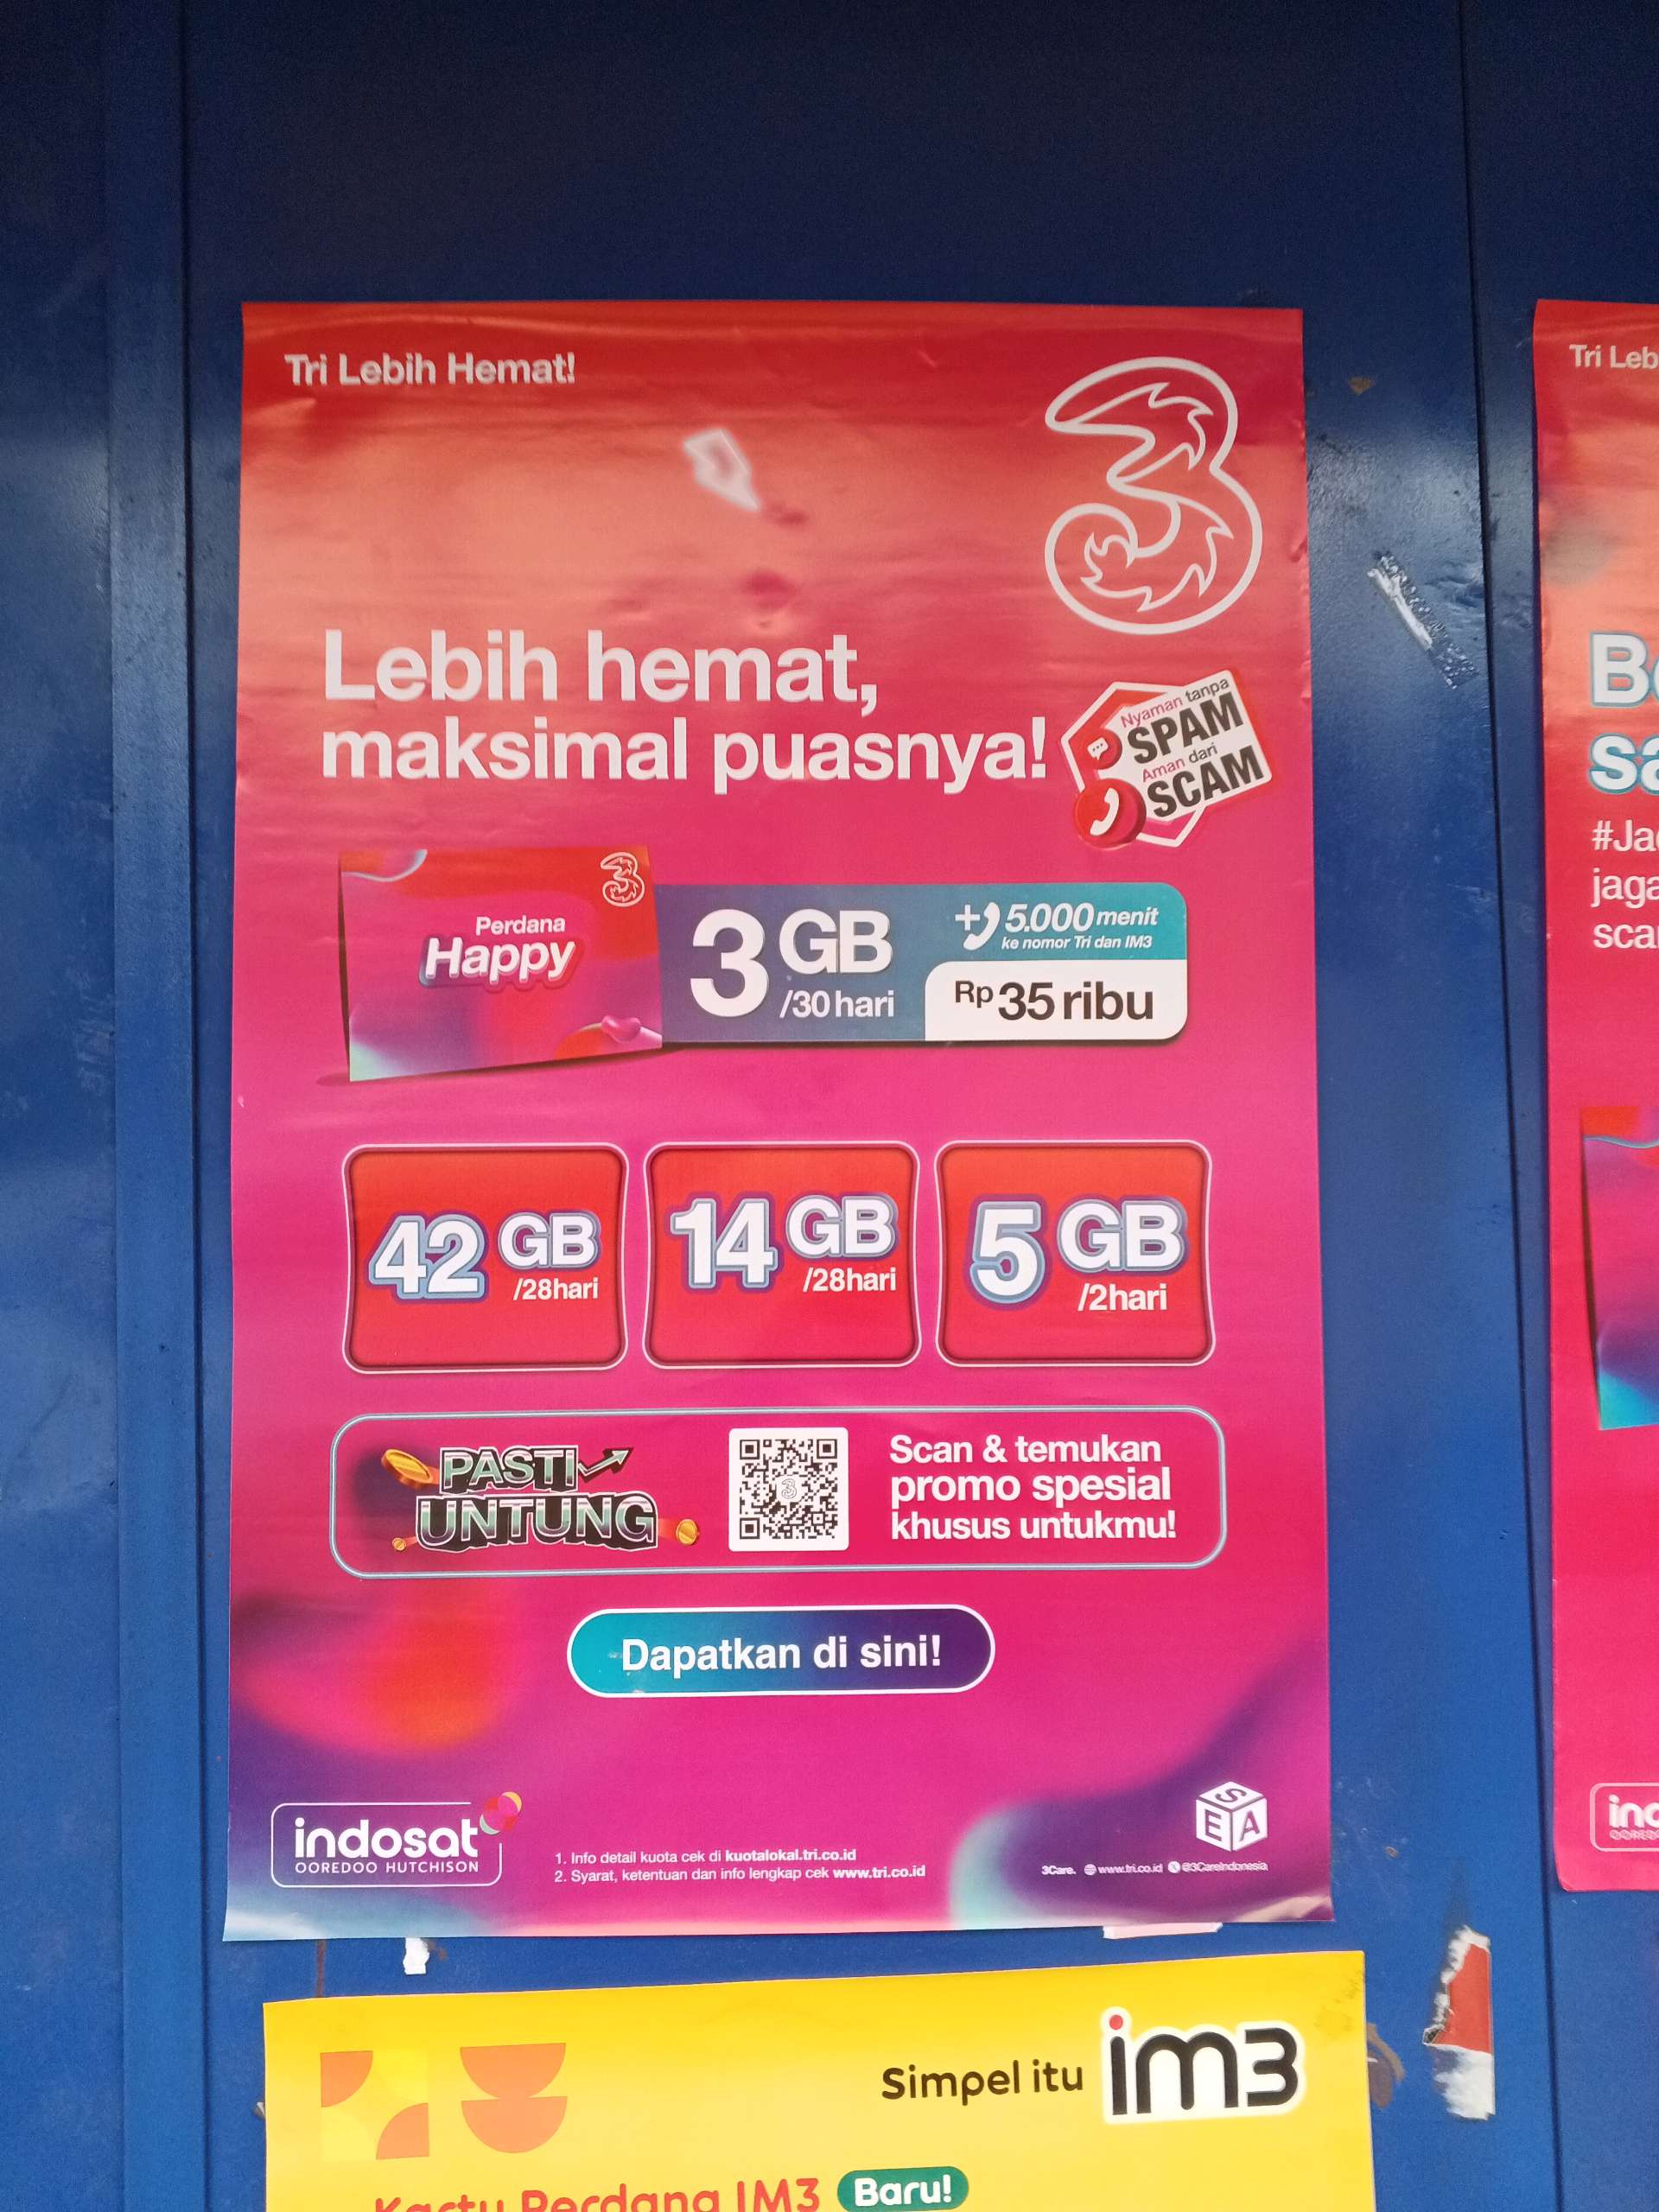 Tri Lebih Hemat!
3
Lebih hemat,
maksimal puasnya!
Nyaman tanpa
SPAM
Aman dari
SCAM
Perdana
Happy
3
3 GB
/30 hari
+ 5.000 menit
ke nomor Tri dan IM3
Rp 35 ribu
42 GB
/28hari
14 GB
/28hari
5 GB
/2hari
PASTI
UNTUNG
3
Scan & temukan
promo spesial
khusus untukmu!
Dapatkan di sini!
indosat
OOREDOO HUTCHISON
1. Info detail kuota cek di kuotalokal.tri.co.id
2. Syarat, ketentuan dan info lengkap cek www.tri.co.id
SEA
3Care. www.tri.co.id @3CareIndonesia
Simpel itu im3
Kartu Perdana IM3 Baru!
Tri Leb
#Ja
jaga